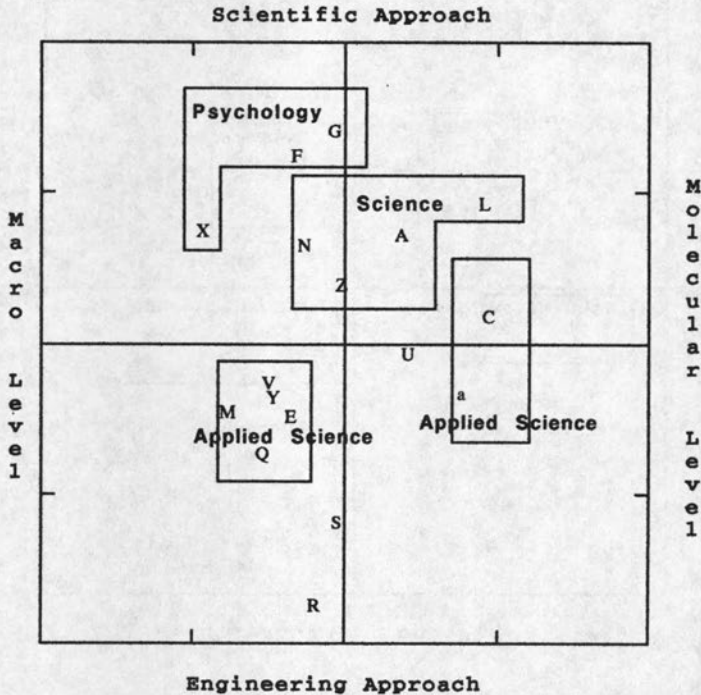 Scientific Approach
Psychology
G
F
Science
L
X
N
A
Z
C
U
V
Y
M
E
a
Applied Science
Applied Science
Q
S
R
Macro Level
Molecular Level
Engineering Approach